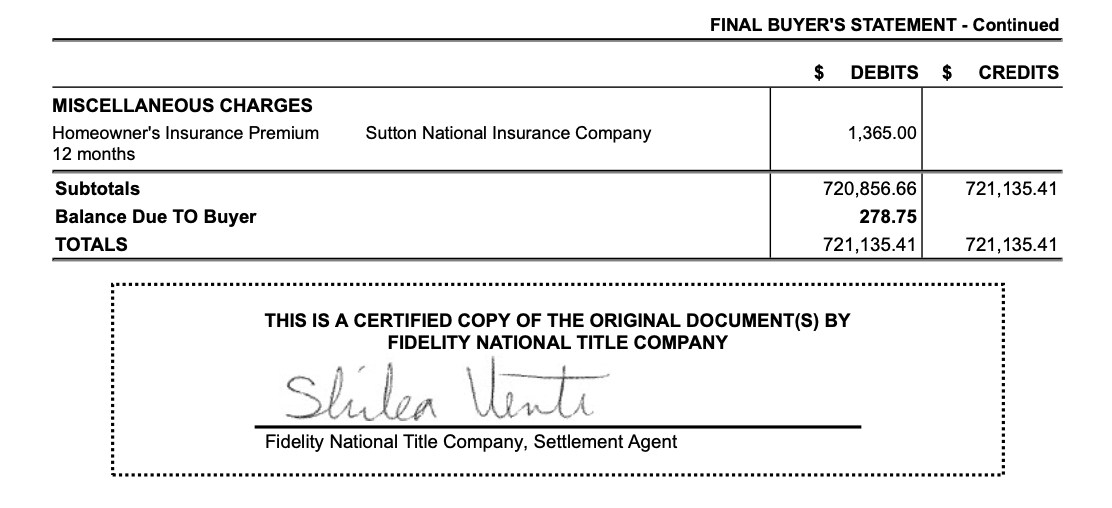 FINAL BUYER'S STATEMENT - Continued
$ DEBITS $ CREDITS
MISCELLANEOUS CHARGES
Homeowner's Insurance Premium Sutton National Insurance Company 1,365.00
12 months
Subtotals 720,856.66 721,135.41
Balance Due TO Buyer 278.75
TOTALS 721,135.41 721,135.41
THIS IS A CERTIFIED COPY OF THE ORIGINAL DOCUMENT(S) BY
FIDELITY NATIONAL TITLE COMPANY
Fidelity National Title Company, Settlement Agent